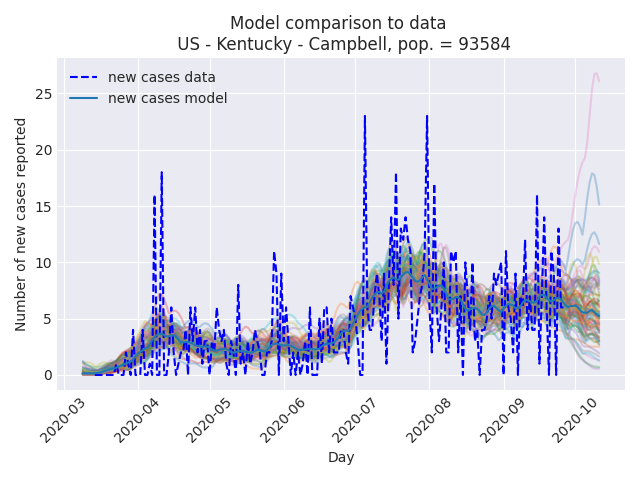 Model comparison to data
US - Kentucky - Campbell, pop. = 93584
new cases data
new cases model
Number of new cases reported
25
20
15
10
5
0
2020-03
2020-04
2020-05
2020-06
2020-07
2020-08
2020-09
2020-10
Day